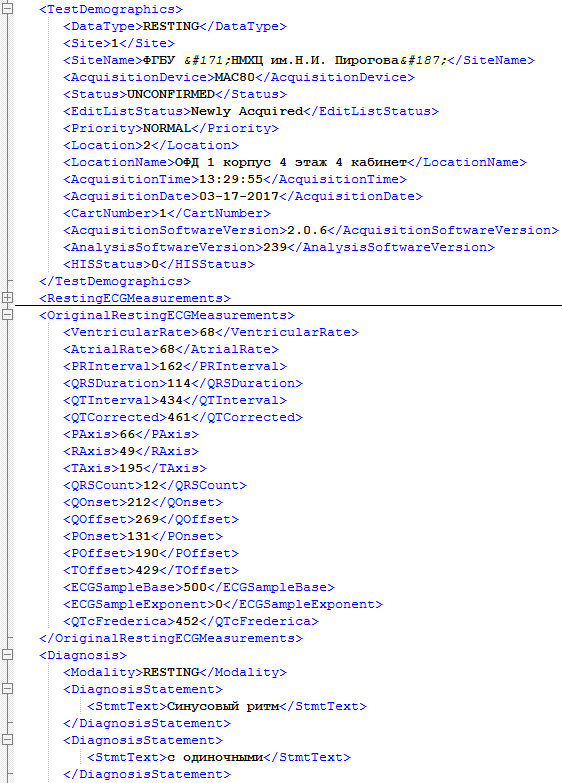 <TestDemographics>
<DataType>RESTING</DataType>
<Site>1</Site>
<SiteName>ФГБУ &#171;НМХЦ им.Н.И. Пирогова&#187;</SiteName>
<AcquisitionDevice>MAC80</AcquisitionDevice>
<Status>UNCONFIRMED</Status>
<EditListStatus>Newly Acquired</EditListStatus>
<Priority>NORMAL</Priority>
<Location>2</Location>
<LocationName>ОФД 1 корпус 4 этаж 4 кабинет</LocationName>
<AcquisitionTime>13:29:55</AcquisitionTime>
<AcquisitionDate>03-17-2017</AcquisitionDate>
<CartNumber>1</CartNumber>
<AcquisitionSoftwareVersion>2.0.6</AcquisitionSoftwareVersion>
<AnalysisSoftwareVersion>239</AnalysisSoftwareVersion>
<HISStatus>0</HISStatus>
</TestDemographics>
<RestingECGMeasurements>
<OriginalRestingECGMeasurements>
<VentricularRate>68</VentricularRate>
<AtrialRate>68</AtrialRate>
<PRInterval>162</PRInterval>
<QRSDuration>114</QRSDuration>
<QTInterval>434</QTInterval>
<QTCorrected>461</QTCorrected>
<PAxis>66</PAxis>
<RAxis>49</RAxis>
<TAxis>195</TAxis>
<QRSCount>12</QRSCount>
<QOnset>212</QOnset>
<QOffset>269</QOffset>
<POnset>131</POnset>
<POffset>190</POffset>
<TOffset>429</TOffset>
<ECGSampleBase>500</ECGSampleBase>
<ECGSampleExponent>0</ECGSampleExponent>
<QTcFrederica>452</QTcFrederica>
</OriginalRestingECGMeasurements>
<Diagnosis>
<Modality>RESTING</Modality>
<DiagnosisStatement>
<StmtText>Синусовый ритм</StmtText>
</DiagnosisStatement>
<DiagnosisStatement>
<StmtText>с одиночными</StmtText>
</DiagnosisStatement>